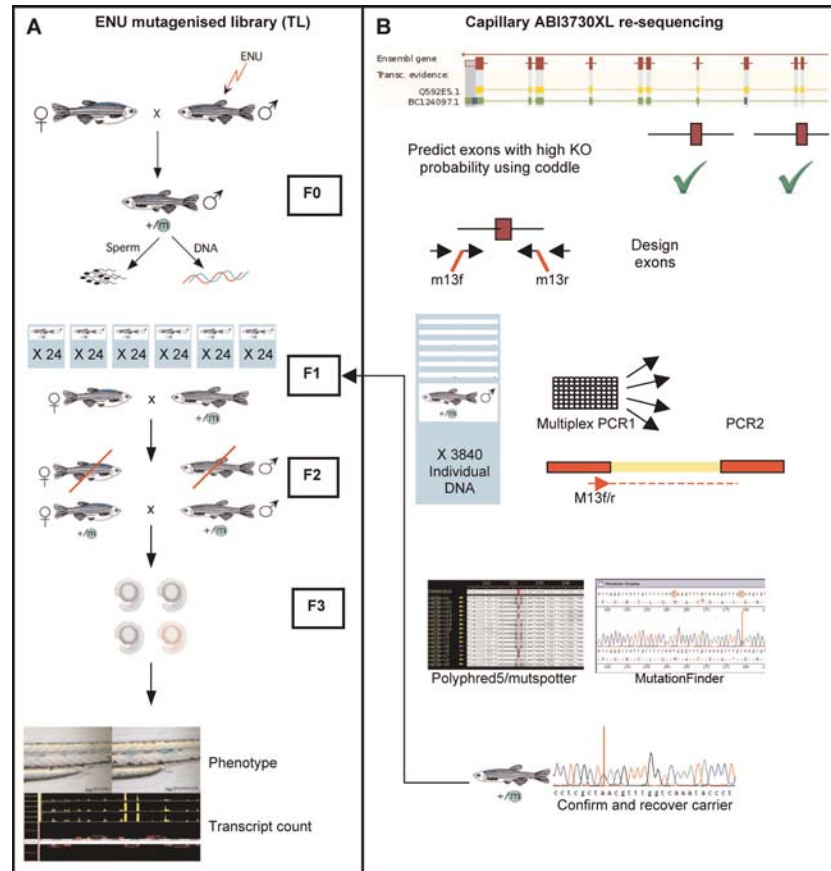 A
ENU mutagenised library (TL)
ENU
♀ X ♂
♂
F0
+/m
Sperm
DNA
X 24 X 24 X 24 X 24 X 24 X 24
F1
♀ X
+/m
♀ ♂
F2
♀ X ♂
+/m +/m
F3
Phenotype
Transcript count
B
Capillary ABI3730XL re-sequencing
Ensembl gene
Transc. evidence:
Q592E5.1
BC124097.1
Predict exons with high KO
probability using coddle
m13f m13r
Design
exons
♂
+/m
X 3840
Individual
DNA
Multiplex PCR1
PCR2
M13f/r
Polyphred5/mutspotter
MutationFinder
+/m
cctcgctaacgtttggtcaaataccct
Confirm and recover carrier